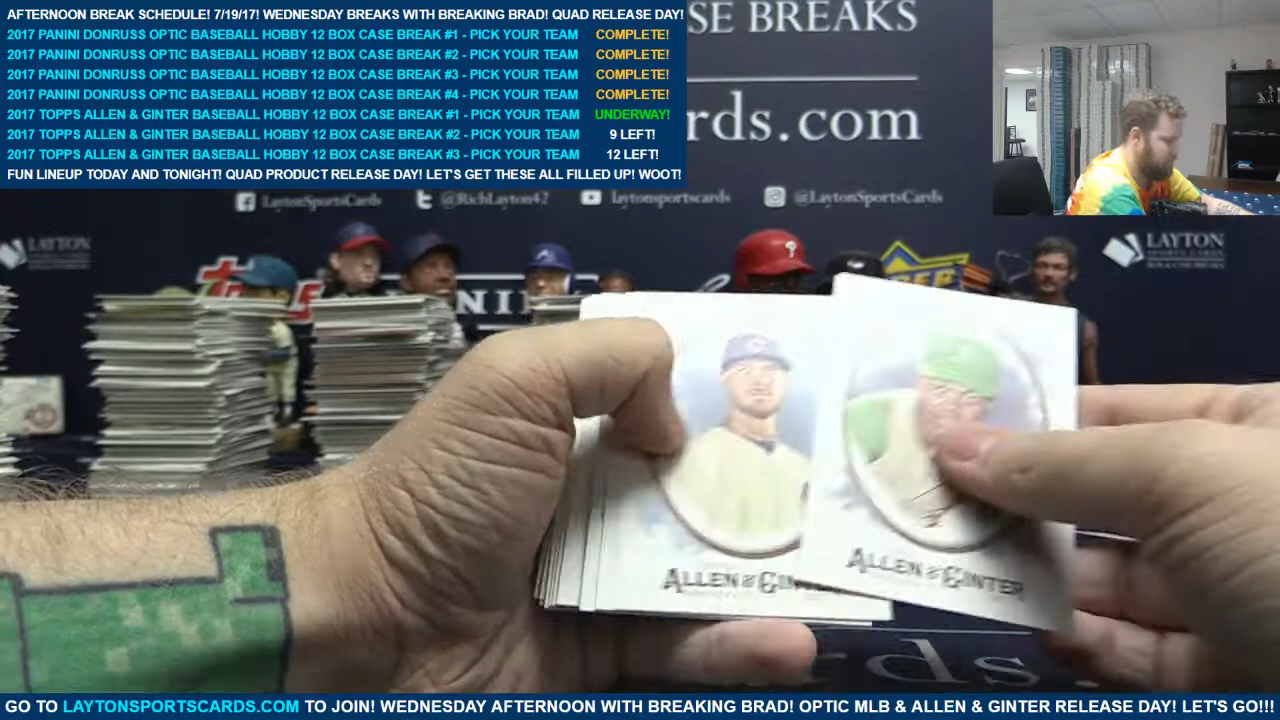 AFTERNOON BREAK SCHEDULE! 7/19/17! WEDNESDAY BREAKS WITH BREAKING BRAD! QUAD RELEASE DAY!
2017 PANINI DONRUSS OPTIC BASEBALL HOBBY 12 BOX CASE BREAK #1 - PICK YOUR TEAM COMPLETE!
2017 PANINI DONRUSS OPTIC BASEBALL HOBBY 12 BOX CASE BREAK #2 - PICK YOUR TEAM COMPLETE!
2017 PANINI DONRUSS OPTIC BASEBALL HOBBY 12 BOX CASE BREAK #3 - PICK YOUR TEAM COMPLETE!
2017 PANINI DONRUSS OPTIC BASEBALL HOBBY 12 BOX CASE BREAK #4 - PICK YOUR TEAM COMPLETE!
2017 TOPPS ALLEN & GINTER BASEBALL HOBBY 12 BOX CASE BREAK #1 - PICK YOUR TEAM UNDERWAY!
2017 TOPPS ALLEN & GINTER BASEBALL HOBBY 12 BOX CASE BREAK #2 - PICK YOUR TEAM 9 LEFT!
2017 TOPPS ALLEN & GINTER BASEBALL HOBBY 12 BOX CASE BREAK #3 - PICK YOUR TEAM 12 LEFT!
FUN LINEUP TODAY AND TONIGHT! QUAD PRODUCT RELEASE DAY! LET'S GET THESE ALL FILLED UP! WOOT!
SE BREAKS
rds.com
LaytonSportsCards @RichLayton42 laytonsportscards @LaytonSportsCards
LAYTON
LAYTON
SPORTS CARDS
ALLEN & GIN
ALLEN & GINTER
rds.
GO TO LAYTONSPORTSCARDS.COM TO JOIN! WEDNESDAY AFTERNOON WITH BREAKING BRAD! OPTIC MLB & ALLEN & GINTER RELEASE DAY! LET'S GO!!!